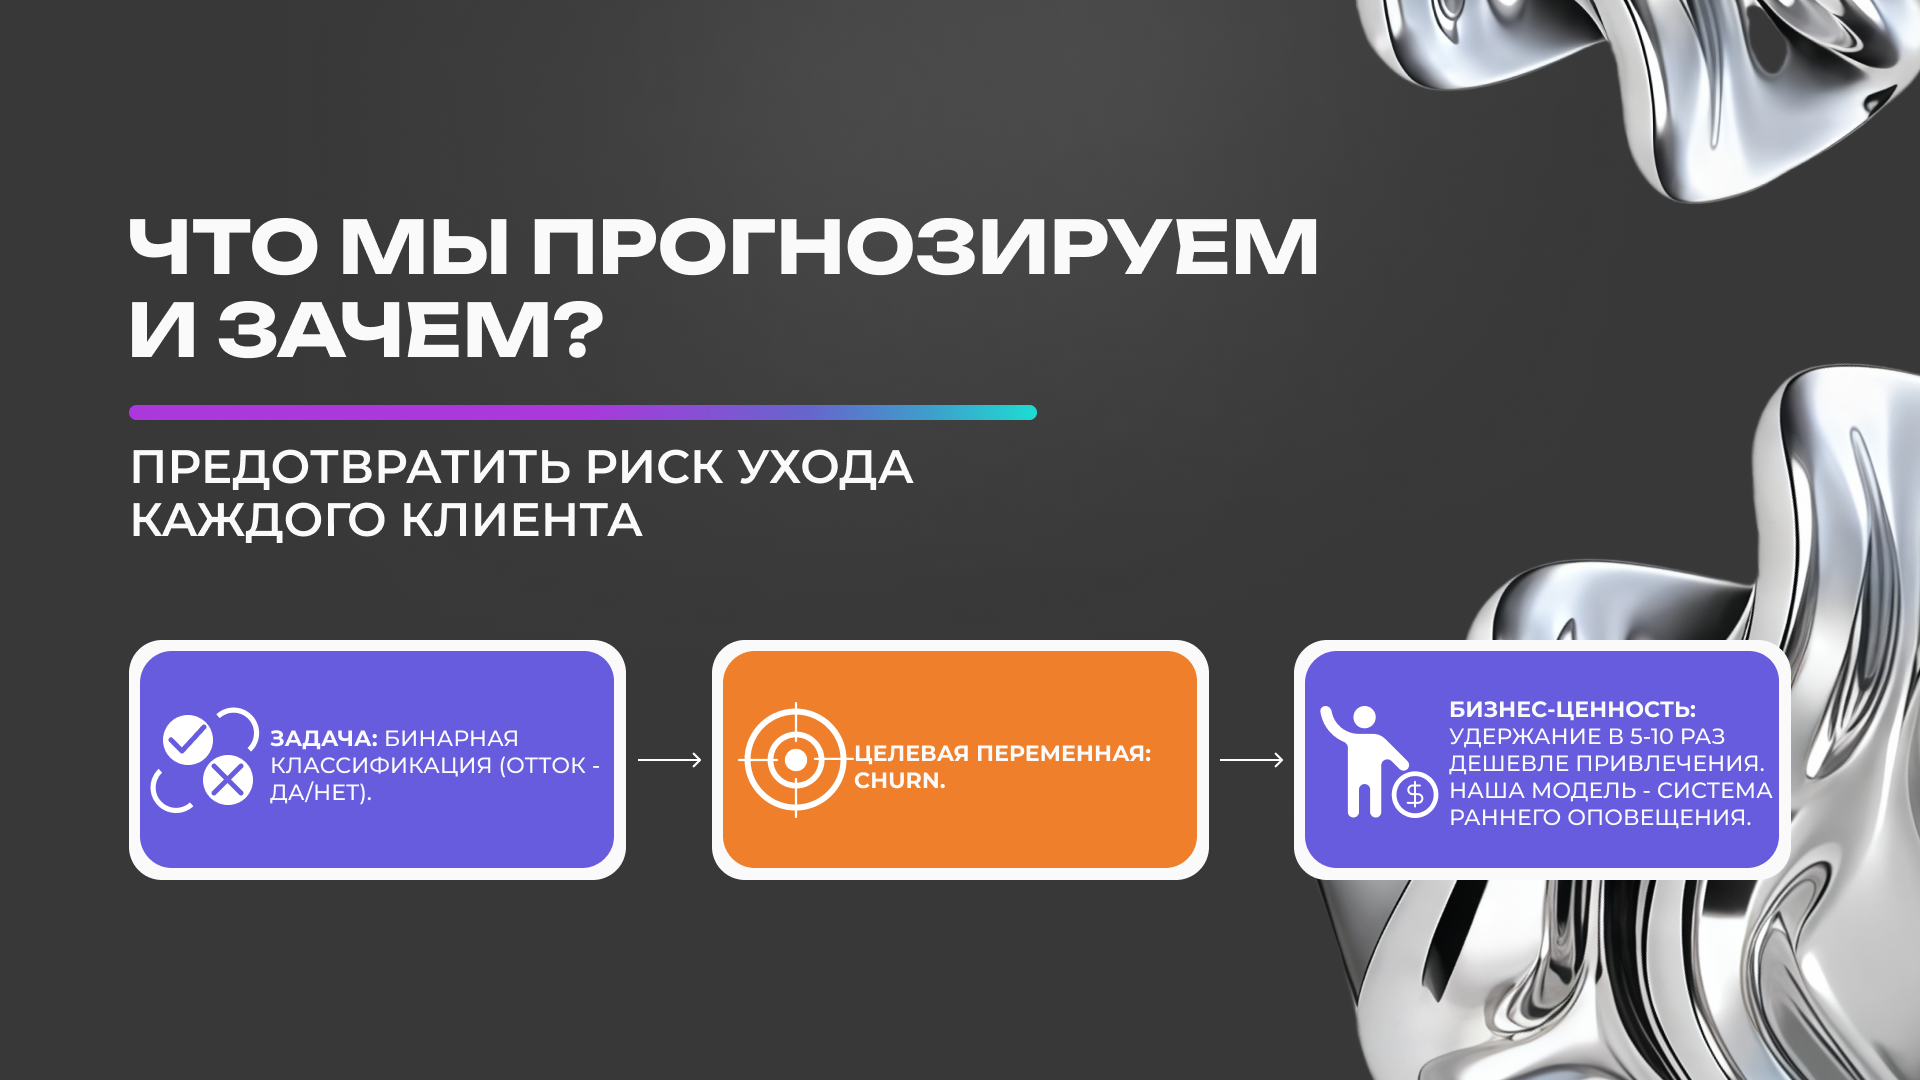 ЧТО МЫ ПРОГНОЗИРУЕМ
И ЗАЧЕМ?
ПРЕДОТВРАТИТЬ РИСК УХОДА
КАЖДОГО КЛИЕНТА
ЗАДАЧА: БИНАРНАЯ
КЛАССИФИКАЦИЯ (ОТТОК -
ДА/НЕТ).
ЦЕЛЕВАЯ ПЕРЕМЕННАЯ:
CHURN.
$
БИЗНЕС-ЦЕННОСТЬ:
УДЕРЖАНИЕ В 5-10 РАЗ
ДЕШЕВЛЕ ПРИВЛЕЧЕНИЯ.
НАША МОДЕЛЬ - СИСТЕМА
РАННЕГО ОПОВЕЩЕНИЯ.